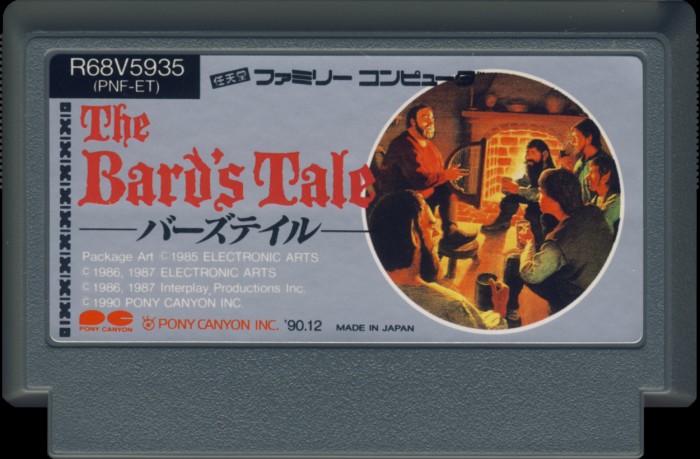 R68V5935
(PNF-ET)
任天堂 ファミリー コンピュータ
The
Bard's Tale
バーズテイル
Package Art © 1985 ELECTRONIC ARTS
© 1986, 1987 ELECTRONIC ARTS
© 1986, 1987 Interplay Productions Inc.
© 1990 PONY CANYON INC.
PONY CANYON
PONY CANYON INC. '90.12 MADE IN JAPAN